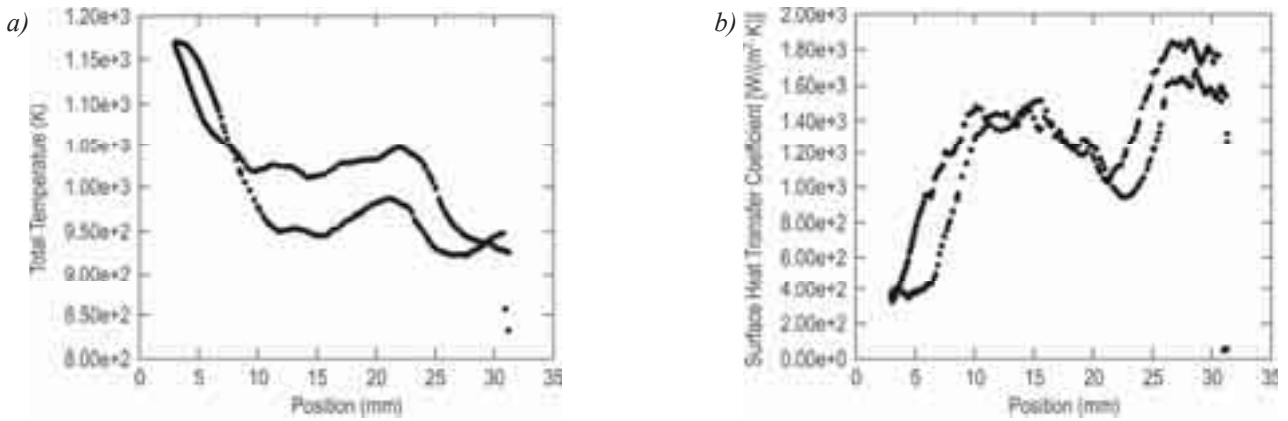 a)
Total Temperature (K)
1.20e+3
1.15e+3
1.10e+3
1.05e+3
1.00e+3
9.50e+2
9.00e+2
8.50e+2
8.00e+2
0 5 10 15 20 25 30 35
Position (mm)
b)
Surface Heat Transfer Coefficient [W/(m²·K)]
2.00e+3
1.80e+3
1.60e+3
1.40e+3
1.20e+3
1.00e+3
8.00e+2
6.00e+2
4.00e+2
2.00e+2
0.00e+0
0 5 10 15 20 25 30 35
Position (mm)